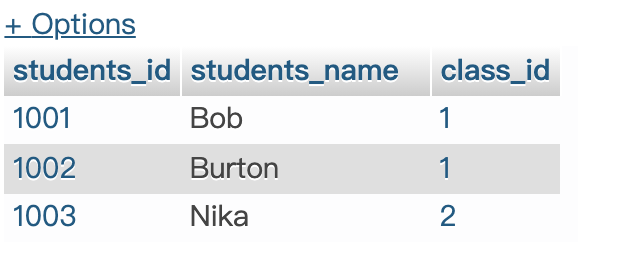 + Options
students_id students_name class_id
1001 Bob 1
1002 Burton 1
1003 Nika 2